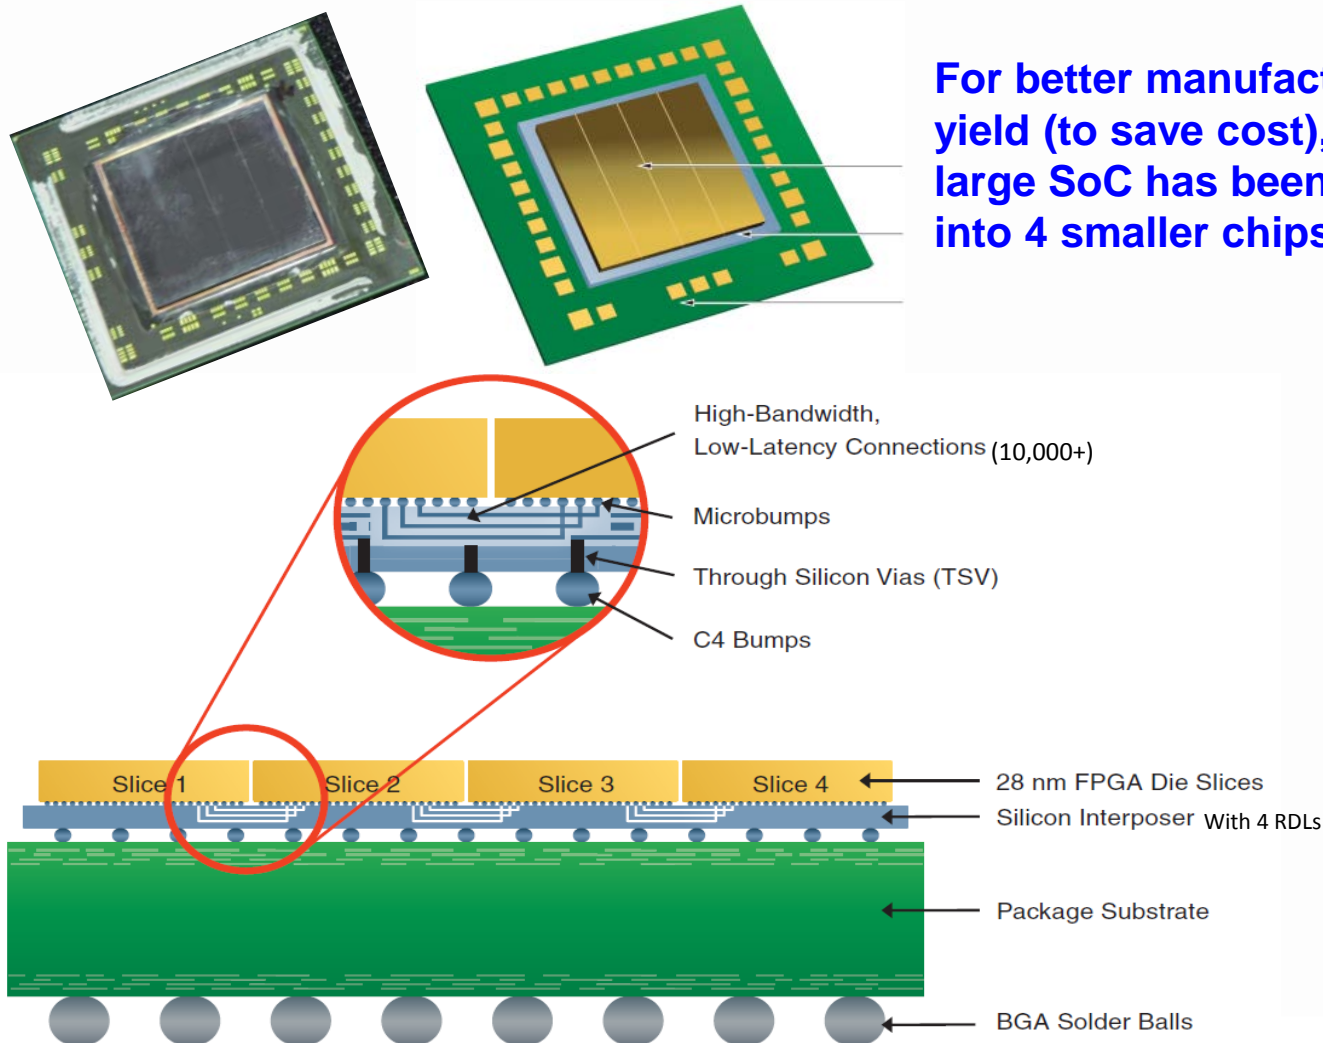 For better manufact
yield (to save cost),
large SoC has been
into 4 smaller chips
High-Bandwidth,
Low-Latency Connections (10,000+)
Microbumps
Through Silicon Vias (TSV)
C4 Bumps
Slice 1 Slice 2 Slice 3 Slice 4
28 nm FPGA Die Slices
Silicon Interposer With 4 RDLs
Package Substrate
BGA Solder Balls